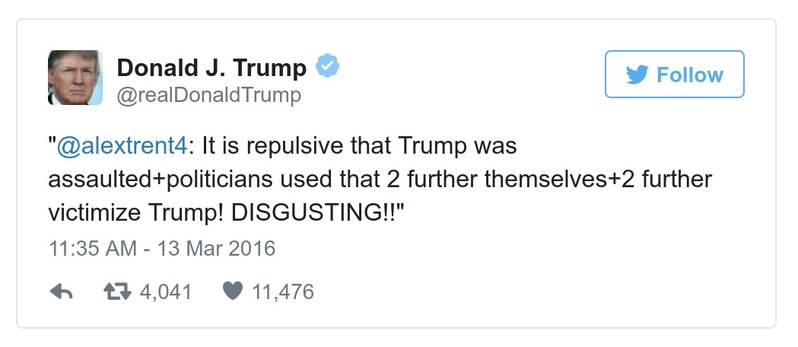 Donald J. Trump
@realDonaldTrump
Follow
"@alextrent4: It is repulsive that Trump was
assaulted+politicians used that 2 further themselves+2 further
victimize Trump! DISGUSTING!!"
11:35 AM - 13 Mar 2016
4,041 11,476